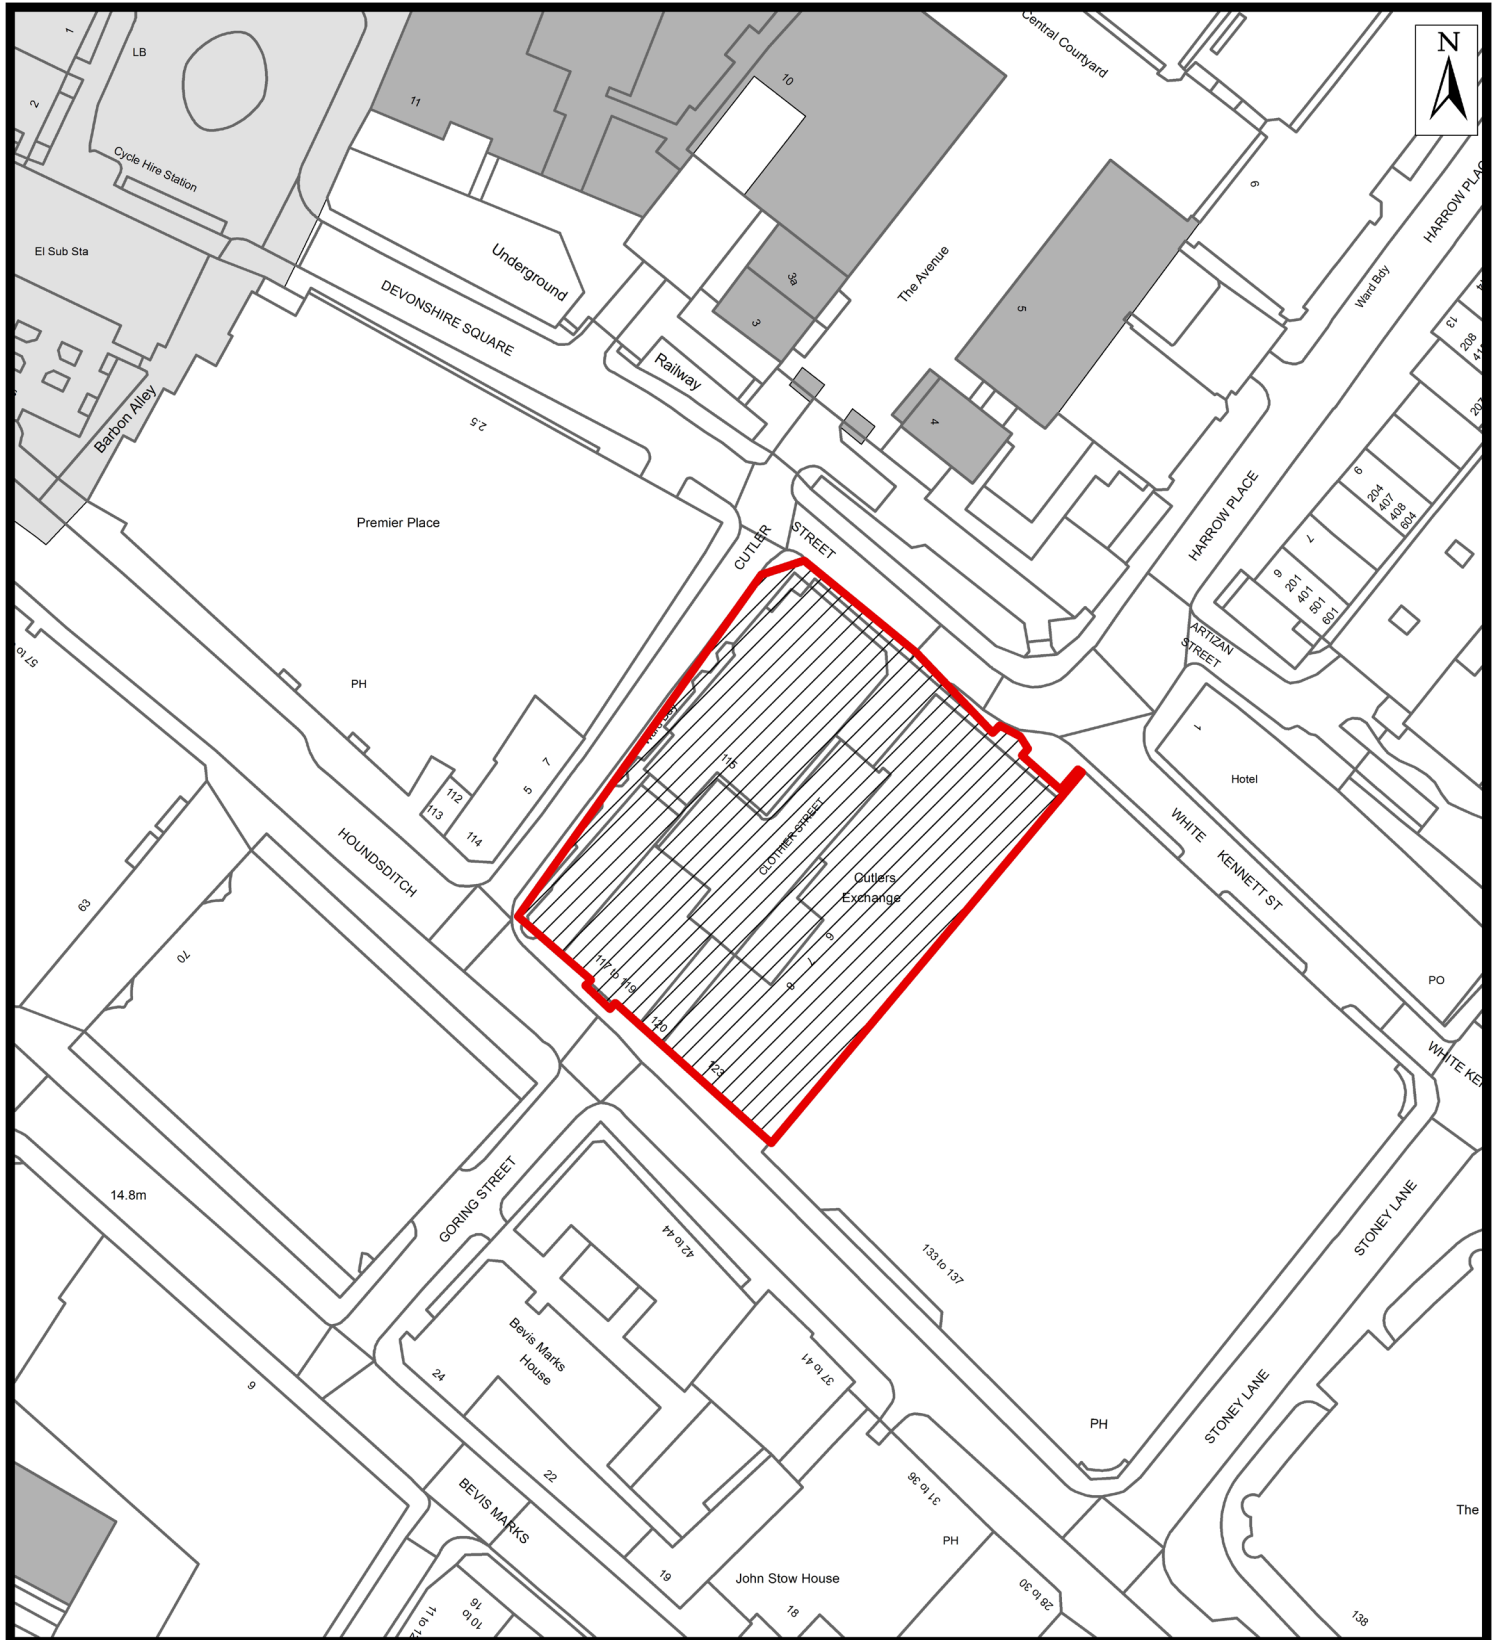 N
Central Courtyard
1
LB
10
11
2
Cycle Hire Station
6
HARROW PLAC
El Sub Sta
Underground
The Avenue
3a
Ward Bdy
DEVONSHIRE SQUARE
3
5
13
208
Railway
Barbon Alley
2.5
4
207
6
204
407
408
604
HARROW PLACE
Premier Place
CUTLER
STREET
7
9
201
401
501
601
ARTIZAN
STREET
57 to
PH
1
115
Hotel
7
5
112
113
114
CLOTHIER STREET
WHITE
KENNETT ST
HOUNDSDITCH
Cutlers
Exchange
63
70
6
7
8
117 to 119
120
123
PO
WHITE KE
14.8m
GORING STREET
42 to 44
133 to 137
STONEY LANE
Bevis Marks
House
24
37 to 41
9
STONEY LANE
PH
22
BEVIS MARKS
31 to 36
PH
The
19
John Stow House
18
28 to 30
138
16
10 to
11 to 12